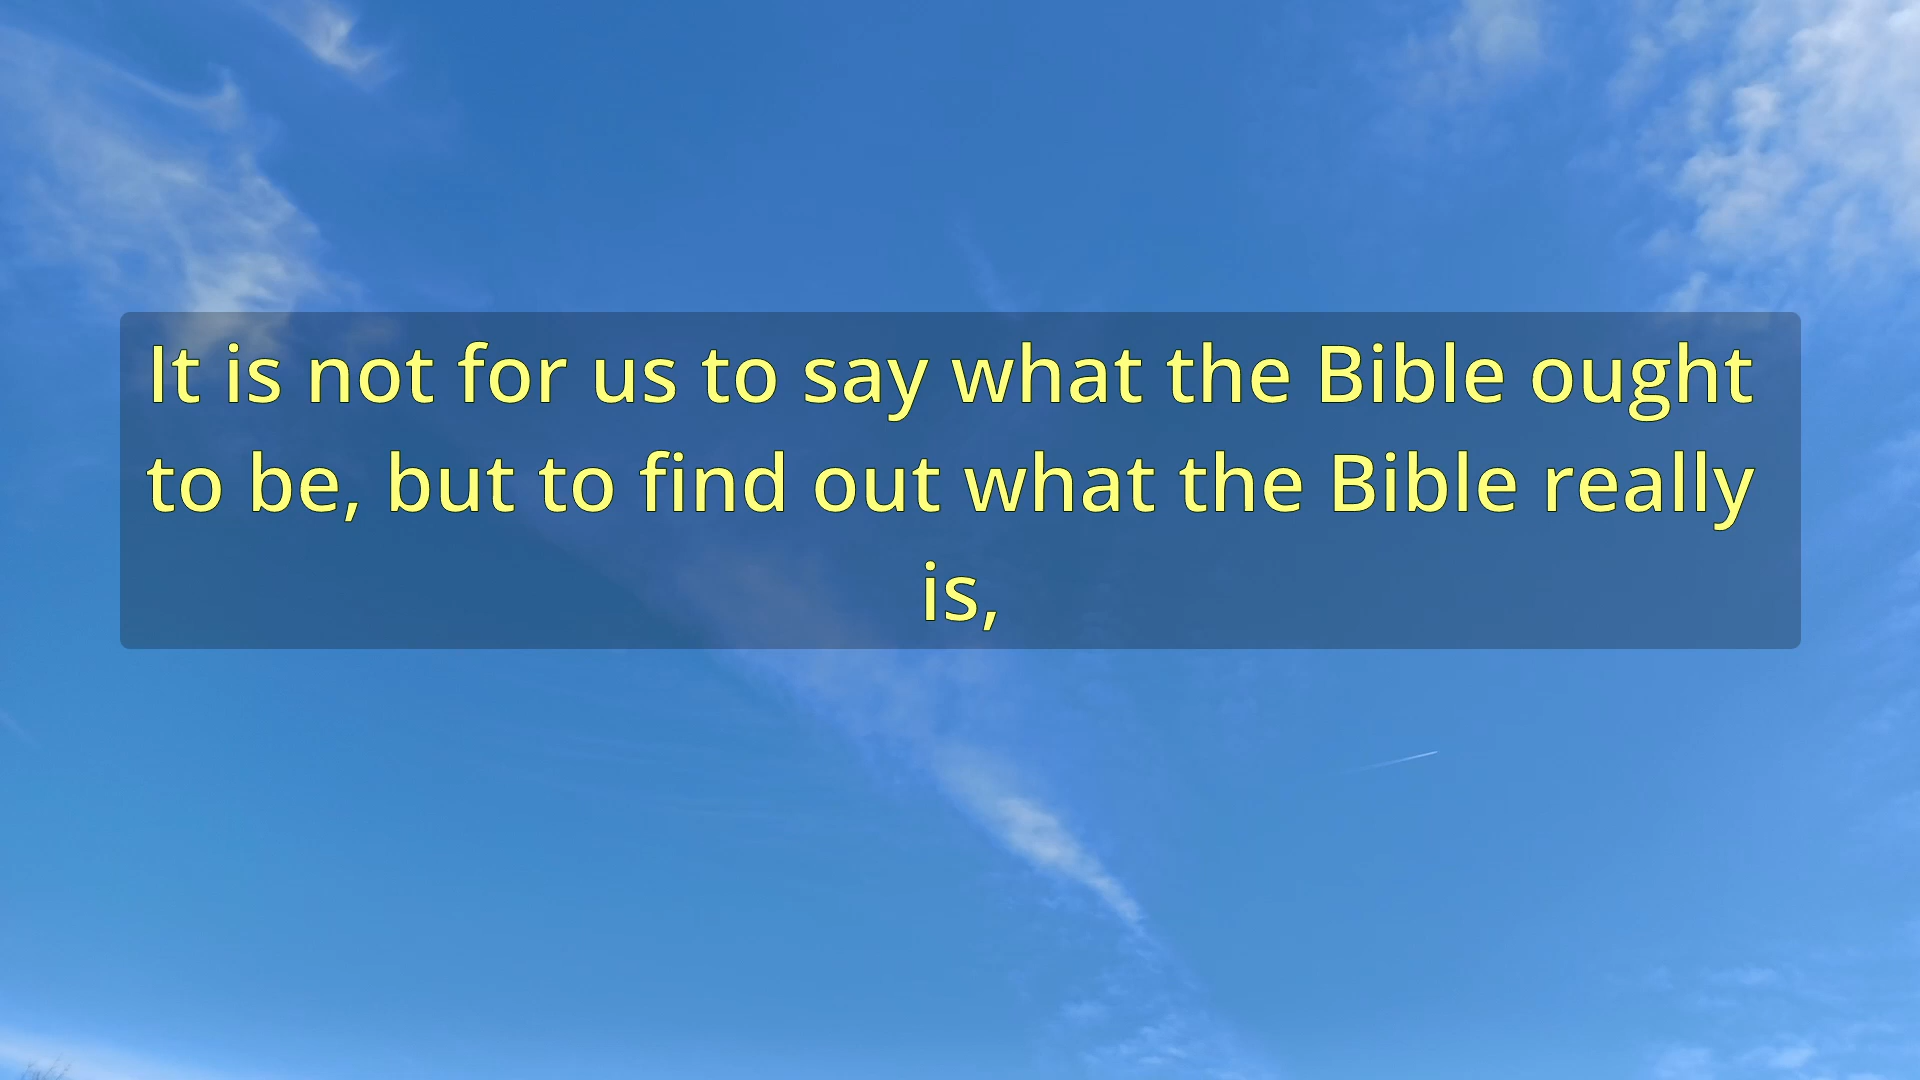 It is not for us to say what the Bible ought
to be, but to find out what the Bible really
is,